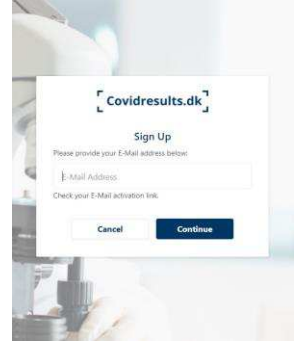 Covidresults.dk
Sign Up
Please provide your E-Mail address below:
E-Mail Address
Check your E-Mail activation link.
Cancel
Continue